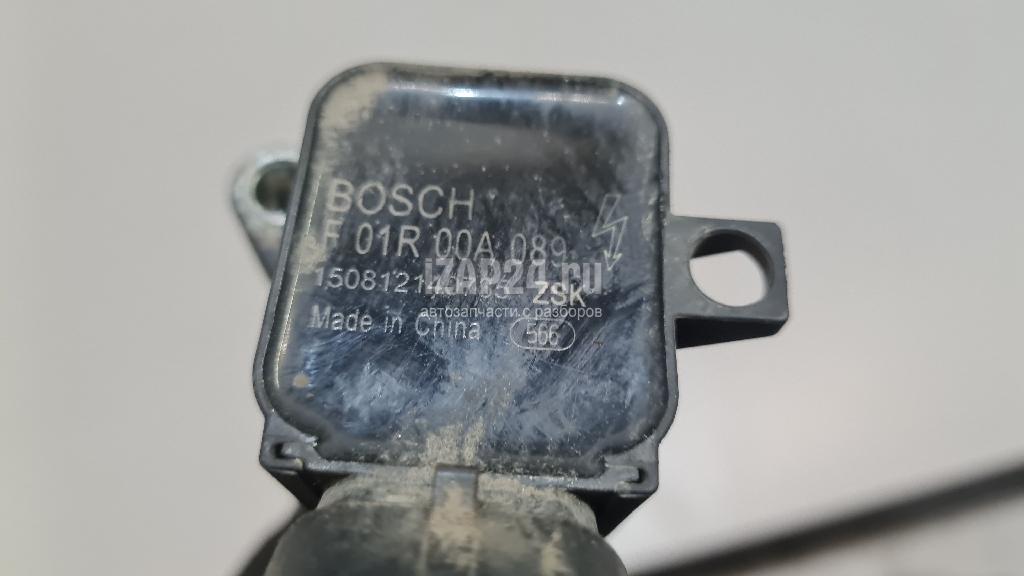 BOSCH
F 01R 00A 089
ZSK
iZAP24.ru
автозапчасти с разборов
Made in China 566